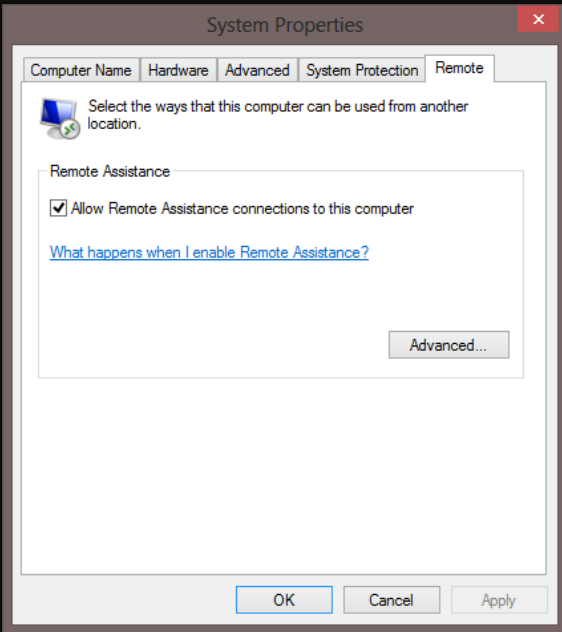 System Properties
Computer Name Hardware Advanced System Protection Remote
Select the ways that this computer can be used from another
location.
Remote Assistance
Allow Remote Assistance connections to this computer
What happens when I enable Remote Assistance?
Advanced...
OK Cancel Apply